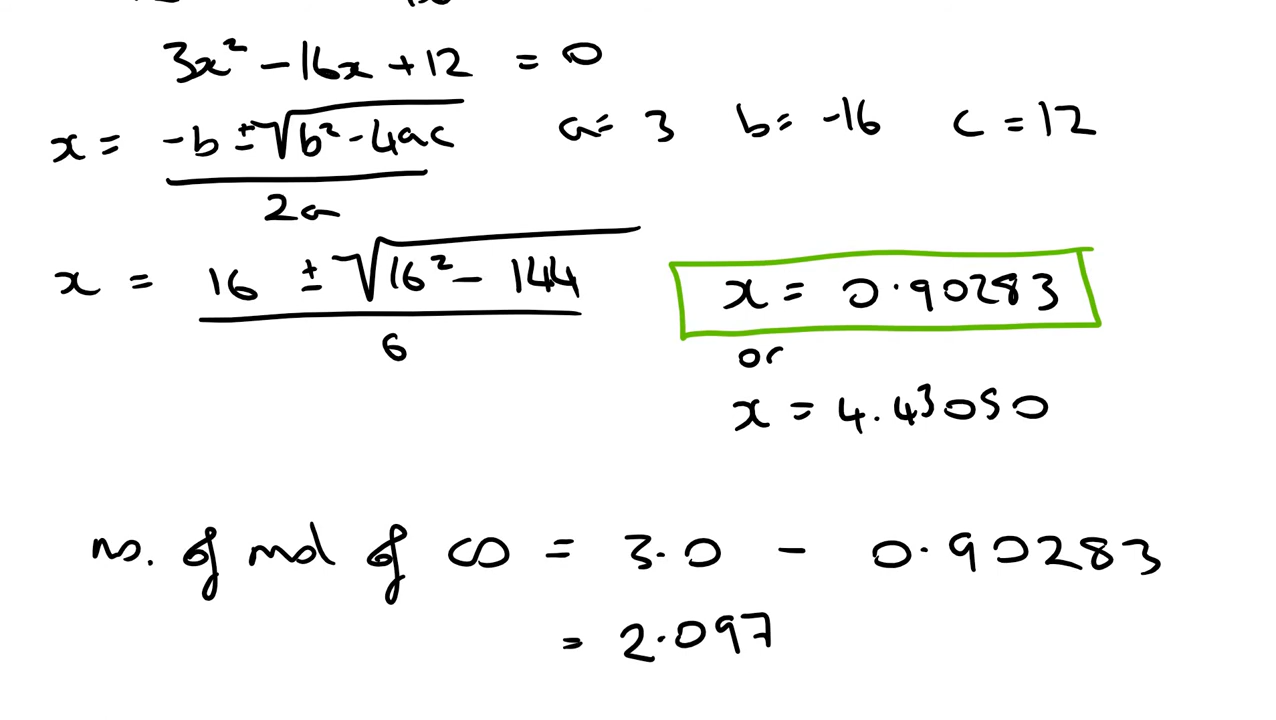 3x² − 16x + 12 = 0
x = (-b ± √(b² - 4ac)) / 2a   a = 3   b = -16   c = 12
x = (16 ± √(16² − 144)) / 6
x = 0.90283
or
x = 4.43050
no. of mol of CO = 3.0 − 0.90283
= 2.097